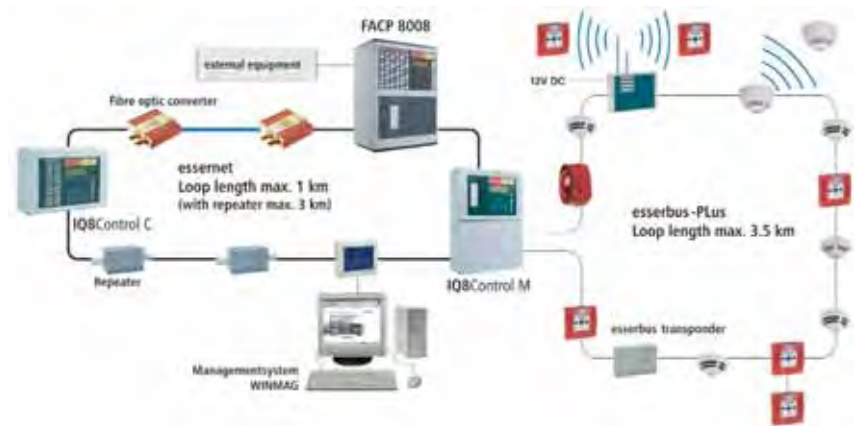 FACP 8008
external equipment
12V DC
Fibre optic converter
essernet
Loop length max. 1 km
(with repeater max. 3 km)
esserbus-PLus
Loop length max. 3.5 km
IQ8Control C
Repeater
IQ8Control M
esserbus transponder
Managementsystem
WINMAG